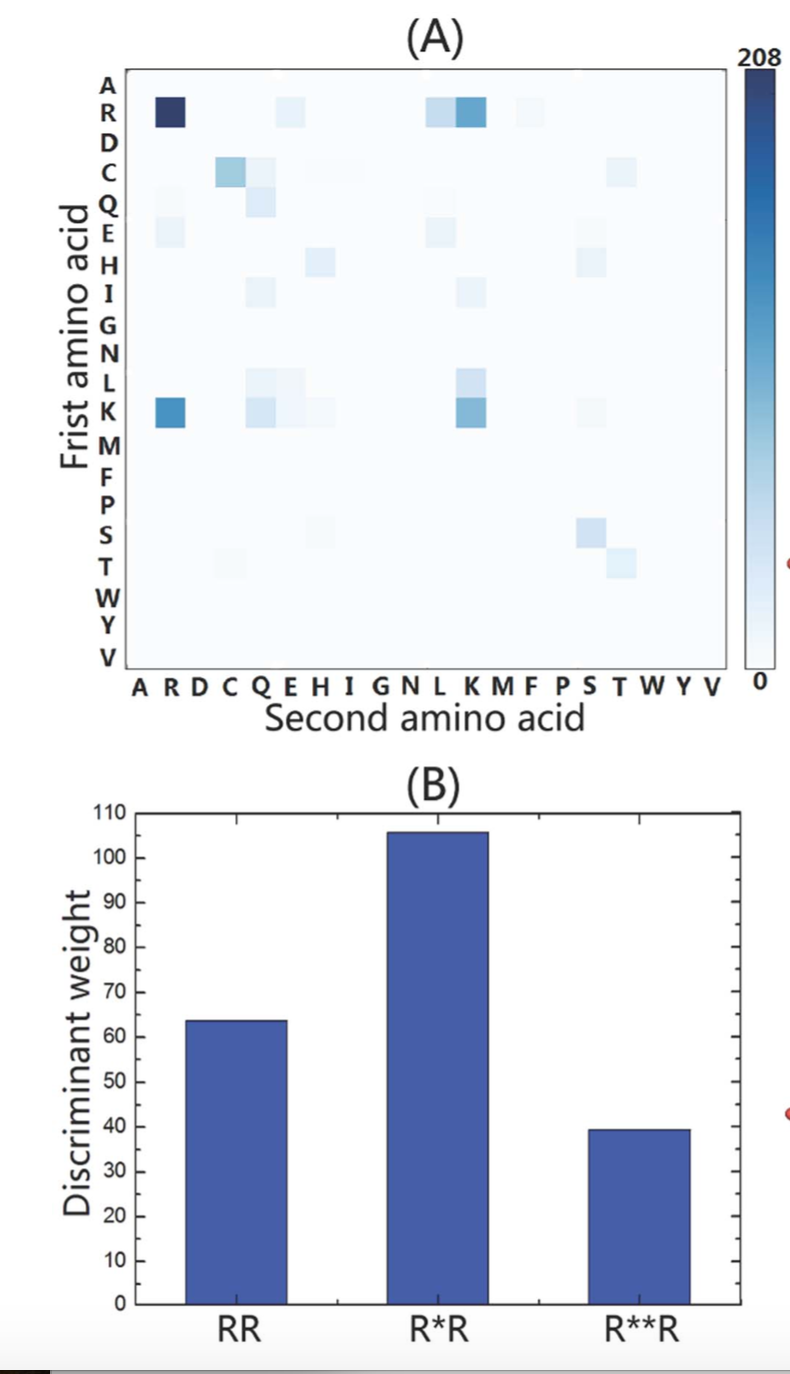 (A)
208
A
R
D
C
Q
E
H
I
G
N
L
K
M
F
P
S
T
W
Y
V
Frist amino acid
0
A R D C Q E H I G N L K M F P S T W Y V
Second amino acid
(B)
110
100
90
80
70
60
50
40
30
20
10
0
Discriminant weight
RR R*R R**R